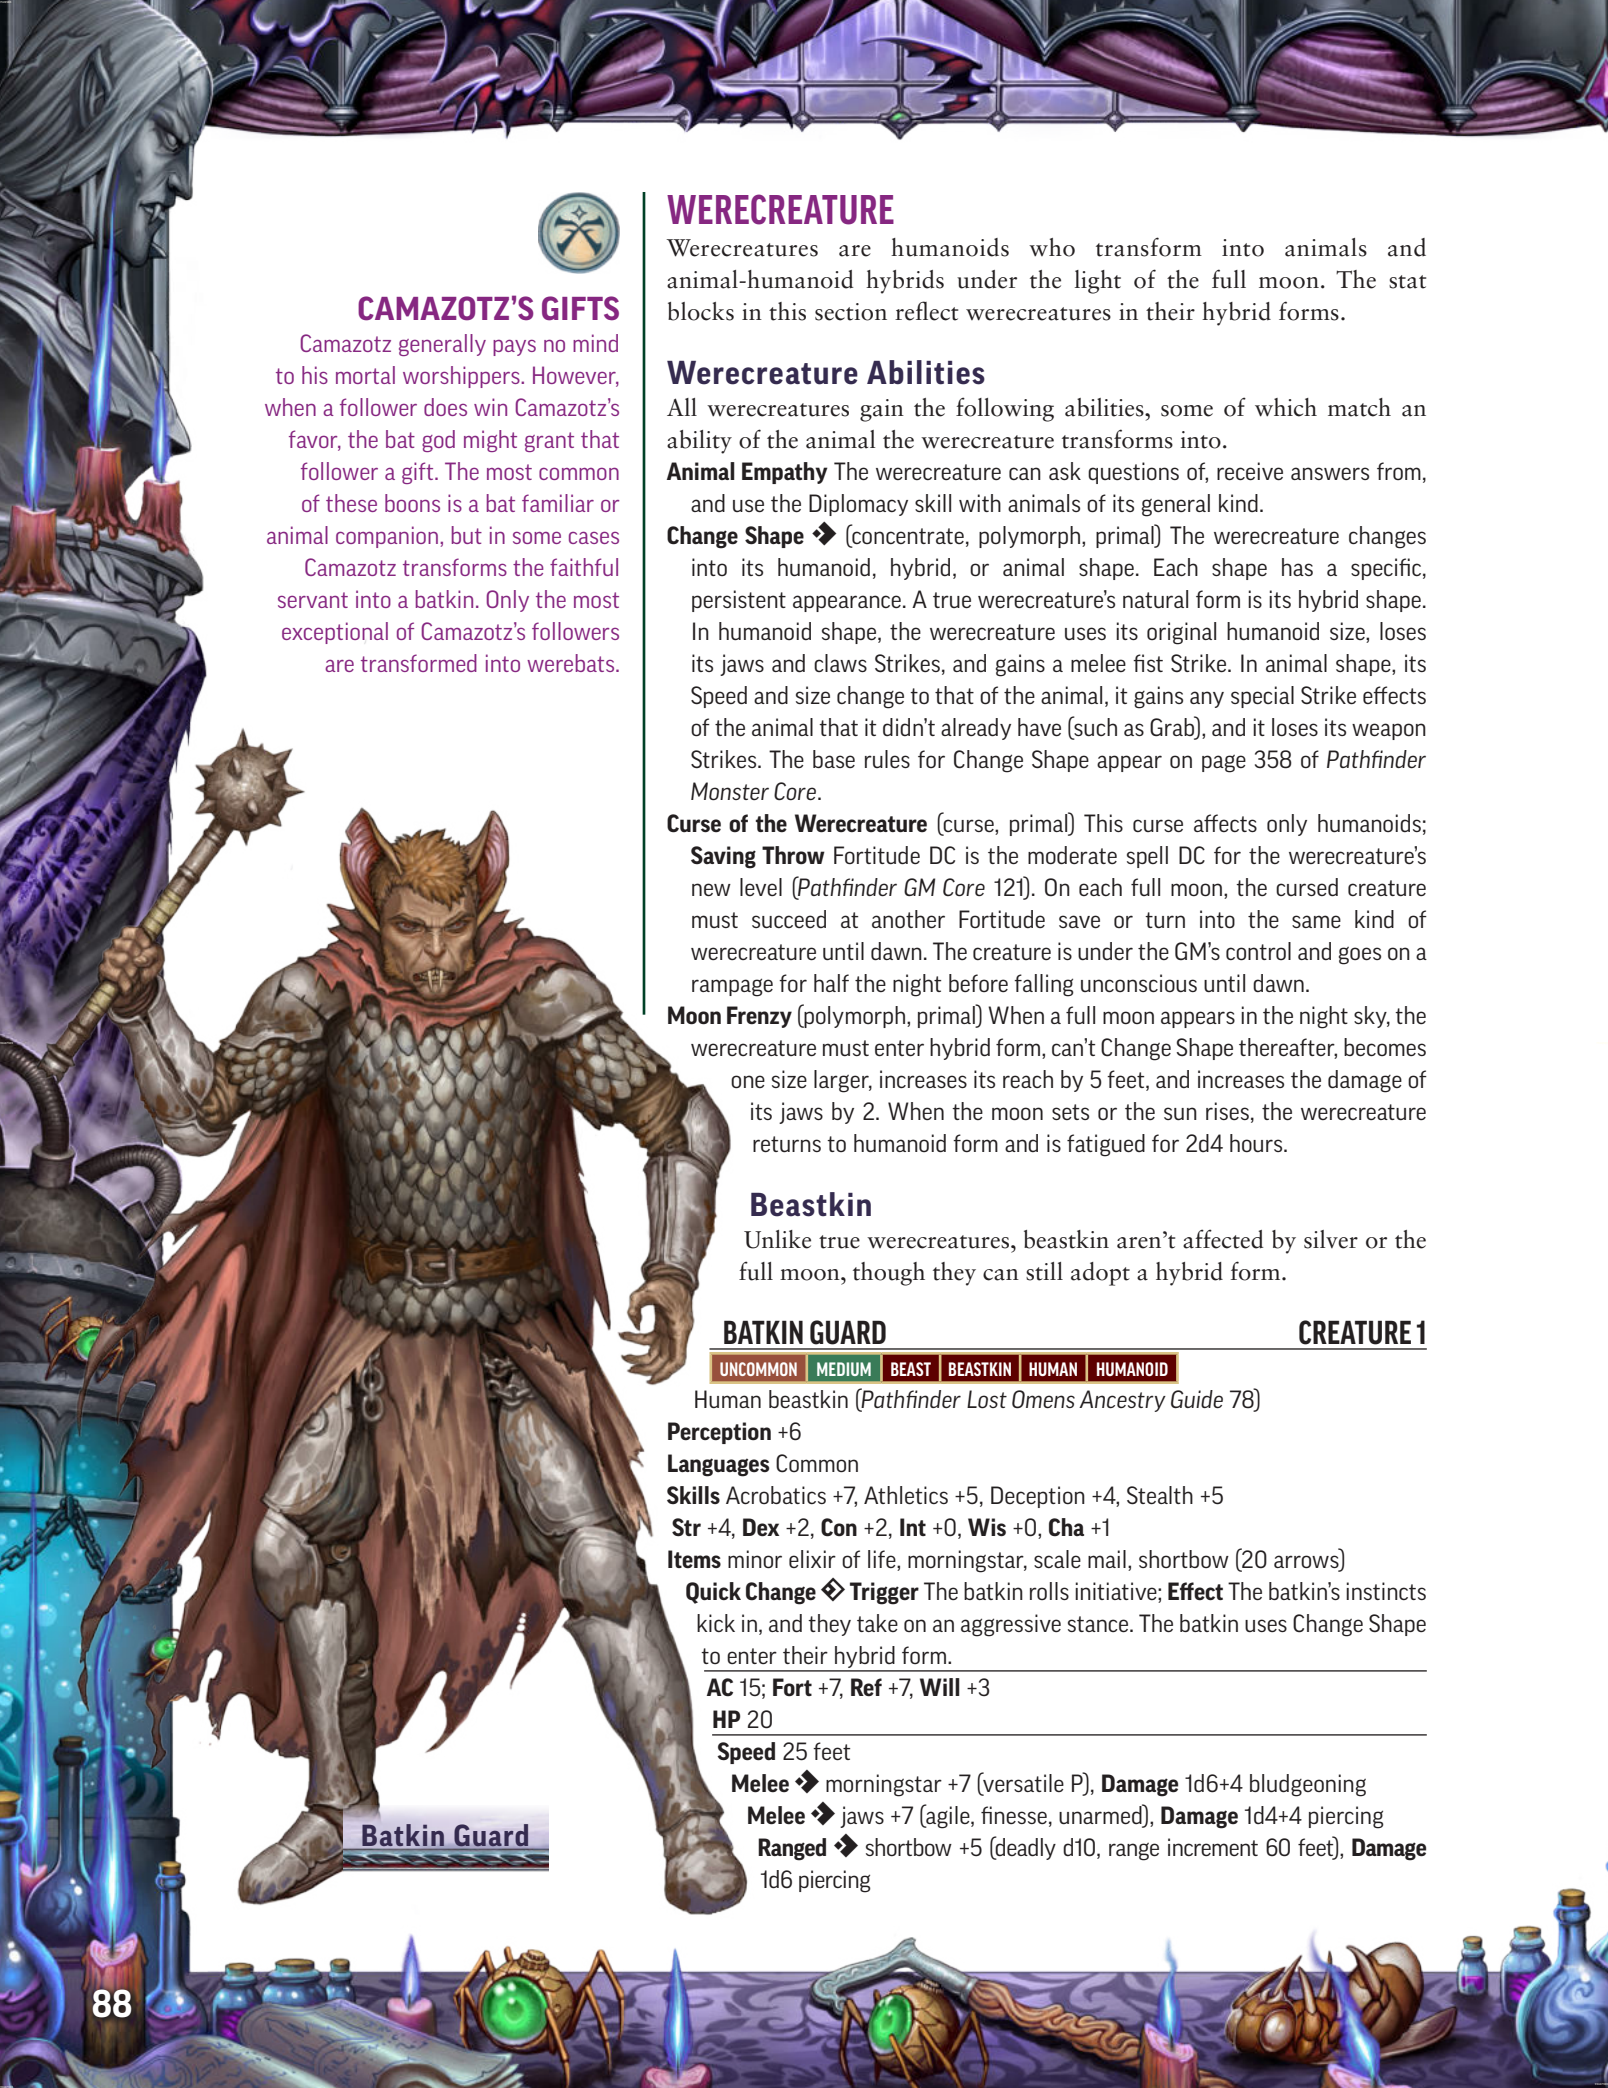 CAMAZOTZ’S GIFTS
Camazotz generally pays no mind
to his mortal worshippers. However,
when a follower does win Camazotz’s
favor, the bat god might grant that
follower a gift. The most common
of these boons is a bat familiar or
animal companion, but in some cases
Camazotz transforms the faithful
servant into a batkin. Only the most
exceptional of Camazotz’s followers
are transformed into werebats.
WERECREATURE
Werecreatures are humanoids who transform into animals and
animal-humanoid hybrids under the light of the full moon. The stat
blocks in this section reflect werecreatures in their hybrid forms.
Werecreature Abilities
All werecreatures gain the following abilities, some of which match an
ability of the animal the werecreature transforms into.
Animal Empathy The werecreature can ask questions of, receive answers from,
and use the Diplomacy skill with animals of its general kind.
Change Shape (concentrate, polymorph, primal) The werecreature changes
into its humanoid, hybrid, or animal shape. Each shape has a specific,
persistent appearance. A true werecreature’s natural form is its hybrid shape.
In humanoid shape, the werecreature uses its original humanoid size, loses
its jaws and claws Strikes, and gains a melee fist Strike. In animal shape, its
Speed and size change to that of the animal, it gains any special Strike effects
of the animal that it didn’t already have (such as Grab), and it loses its weapon
Strikes. The base rules for Change Shape appear on page 358 of Pathfinder
Monster Core.
Curse of the Werecreature (curse, primal) This curse affects only humanoids;
Saving Throw Fortitude DC is the moderate spell DC for the werecreature’s
new level (Pathfinder GM Core 121). On each full moon, the cursed creature
must succeed at another Fortitude save or turn into the same kind of
werecreature until dawn. The creature is under the GM’s control and goes on a
rampage for half the night before falling unconscious until dawn.
Moon Frenzy (polymorph, primal) When a full moon appears in the night sky, the
werecreature must enter hybrid form, can’t Change Shape thereafter, becomes
one size larger, increases its reach by 5 feet, and increases the damage of
its jaws by 2. When the moon sets or the sun rises, the werecreature
returns to humanoid form and is fatigued for 2d4 hours.
Beastkin
Unlike true werecreatures, beastkin aren’t affected by silver or the
full moon, though they can still adopt a hybrid form.
BATKIN GUARD CREATURE 1
UNCOMMON MEDIUM BEAST BEASTKIN HUMAN HUMANOID
Human beastkin (Pathfinder Lost Omens Ancestry Guide 78)
Perception +6
Languages Common
Skills Acrobatics +7, Athletics +5, Deception +4, Stealth +5
Str +4, Dex +2, Con +2, Int +0, Wis +0, Cha +1
Items minor elixir of life, morningstar, scale mail, shortbow (20 arrows)
Quick Change Trigger The batkin rolls initiative; Effect The batkin’s instincts
kick in, and they take on an aggressive stance. The batkin uses Change Shape
to enter their hybrid form.
AC 15; Fort +7, Ref +7, Will +3
HP 20
Speed 25 feet
Melee morningstar +7 (versatile P), Damage 1d6+4 bludgeoning
Melee jaws +7 (agile, finesse, unarmed), Damage 1d4+4 piercing
Ranged shortbow +5 (deadly d10, range increment 60 feet), Damage
1d6 piercing
Batkin Guard
88